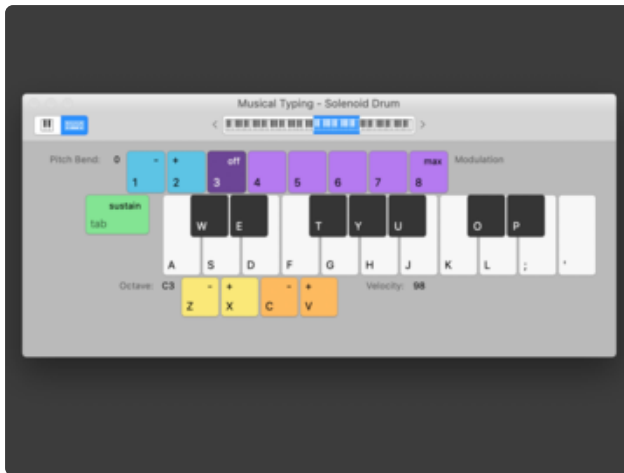 Musical Typing - Solenoid Drum
Pitch Bend: 0 - + off max Modulation
1 2 3 4 5 6 7 8
sustain
tab
W E T Y U O P
A S D F G H J K L ; '
Octave: C3 - + - + Velocity: 98
Z X C V